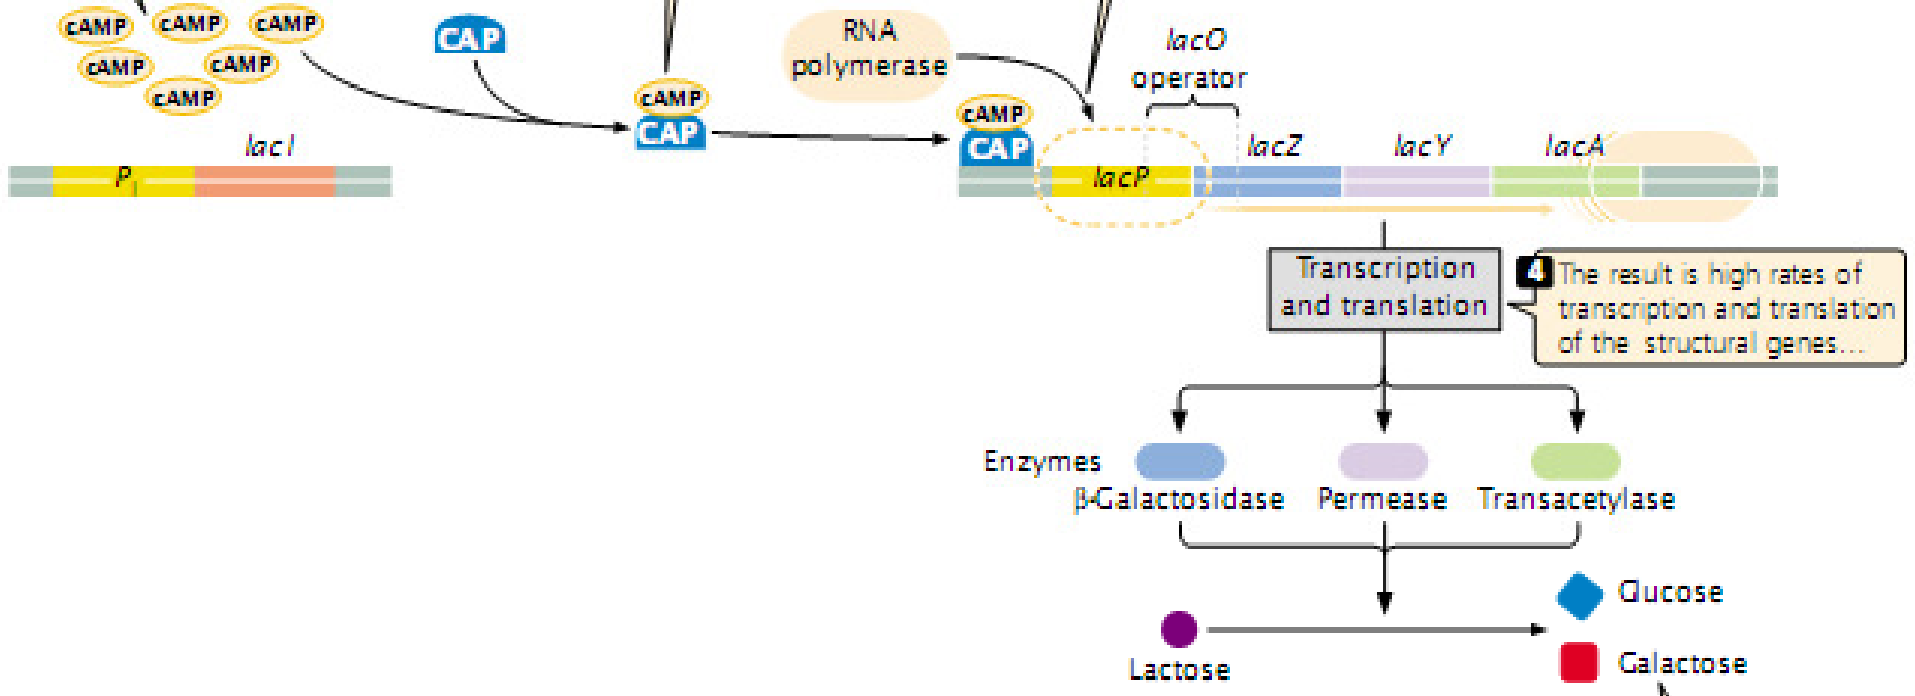 cAMP
cAMP
cAMP
cAMP
cAMP
cAMP
CAP
cAMP
CAP
RNA
polymerase
lacO
operator
cAMP
CAP
lacI
PI
lacP
lacZ
lacY
lacA
Transcription
and translation
4 The result is high rates of
transcription and translation
of the structural genes...
Enzymes
β-Galactosidase
Permease
Transacetylase
Glucose
Lactose
Galactose